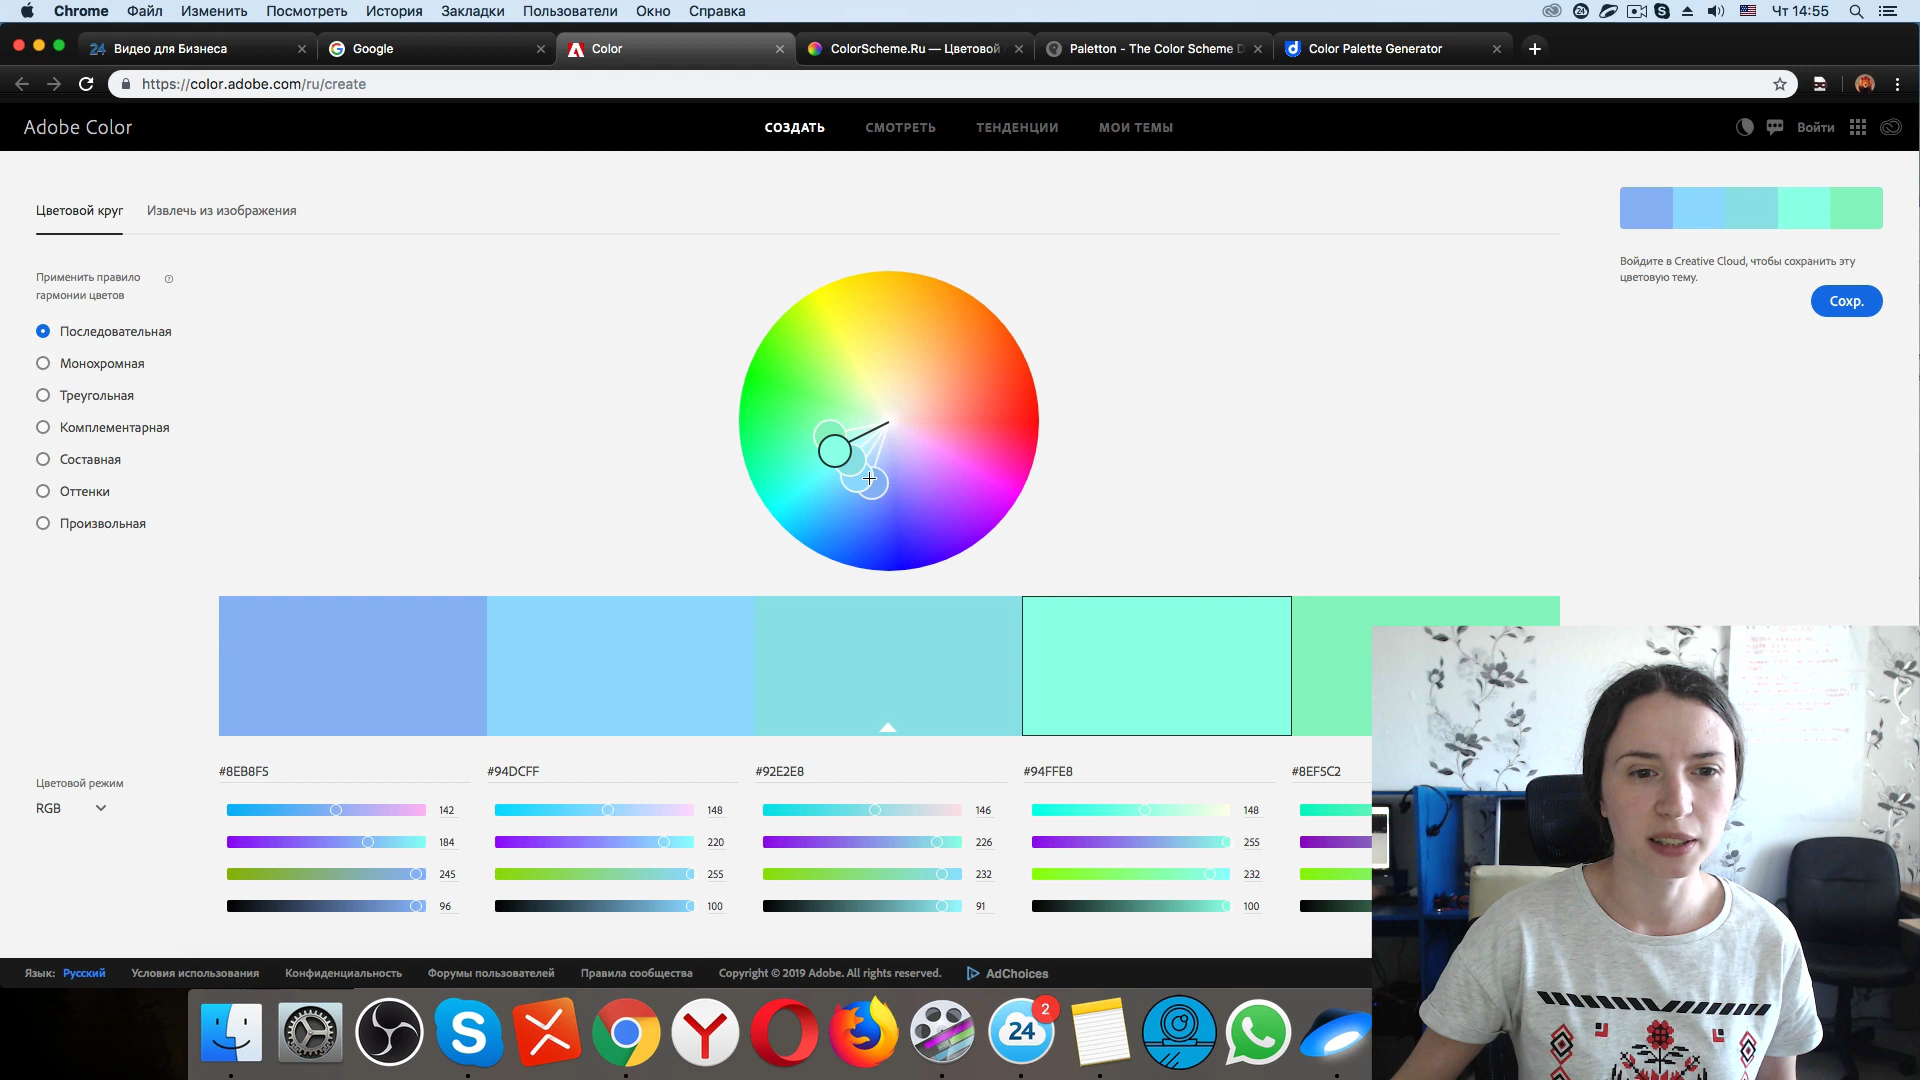 Chrome Файл Изменить Посмотреть История Закладки Пользователи Окно Справка Чт 14:55
24 Видео для Бизнеса Google Color ColorScheme.Ru — Цветовой Paletton - The Color Scheme D Color Palette Generator
https://color.adobe.com/ru/create
Adobe Color СОЗДАТЬ СМОТРЕТЬ ТЕНДЕНЦИИ МОИ ТЕМЫ Войти
Цветовой круг Извлечь из изображения
Применить правило
гармонии цветов
Последовательная
Монохромная
Треугольная
Комплементарная
Составная
Оттенки
Произвольная
Войдите в Creative Cloud, чтобы сохранить эту
цветовую тему.
Сохр.
#8EB8F5 #94DCFF #92E2E8 #94FFE8 #8EF5C2
Цветовой режим
RGB
142 148 146 148
184 220 226 255
245 255 232 232
96 100 91 100
Язык: Русский Условия использования Конфиденциальность Форумы пользователей Правила сообщества Copyright © 2019 Adobe. All rights reserved. AdChoices
24 2